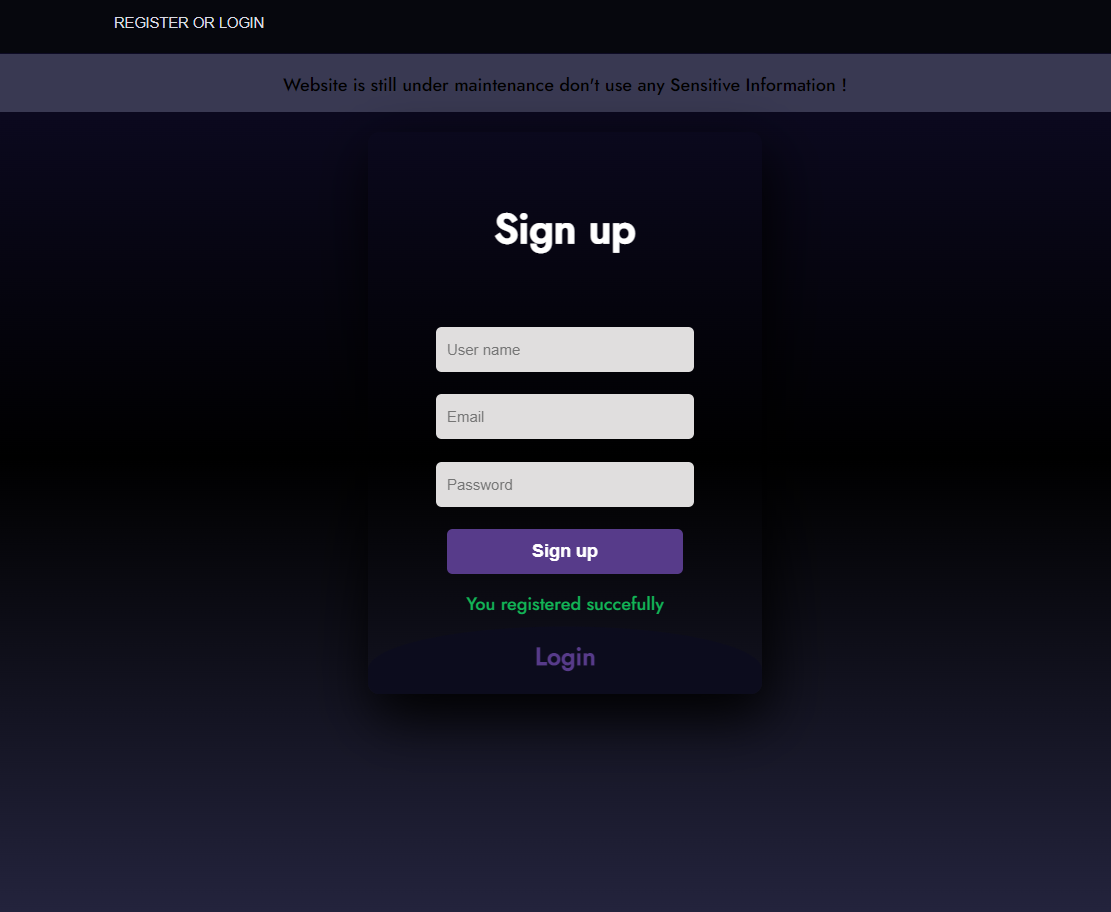 REGISTER OR LOGIN
Website is still under maintenance don't use any Sensitive Information !
Sign up
User name
Email
Password
Sign up
You registered succefully
Login